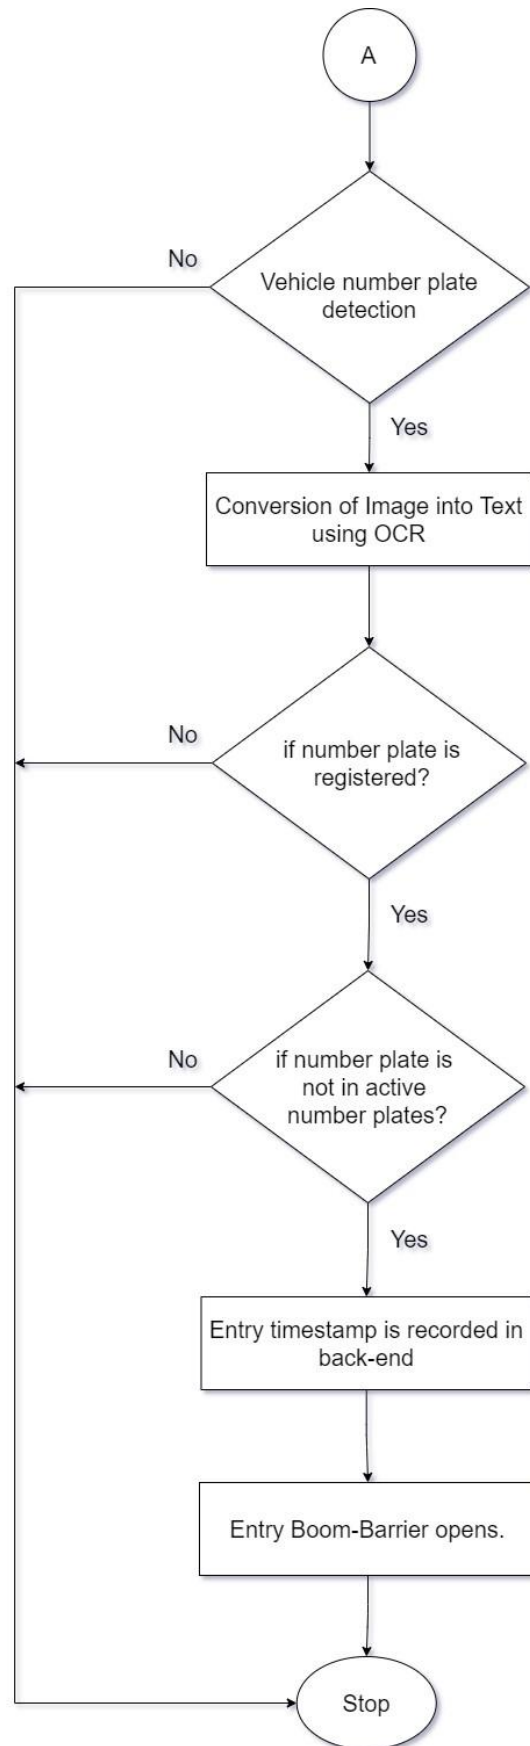 A
No
Vehicle number plate
detection
Yes
Conversion of Image into Text
using OCR
No
if number plate is
registered?
Yes
No
if number plate is
not in active
number plates?
Yes
Entry timestamp is recorded in
back-end
Entry Boom-Barrier opens.
Stop